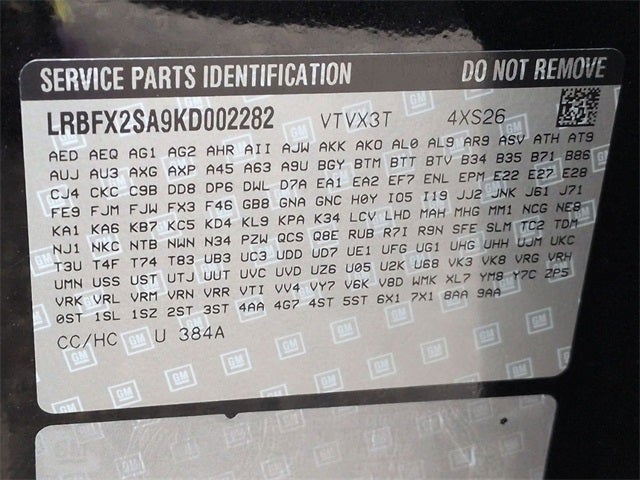 SERVICE PARTS IDENTIFICATION DO NOT REMOVE
LRBFX2SA9KD002282 VTVX3T 4XS26
AED AEQ AG1 AG2 AHR AII AJW AKK AKO AL0 AL9 AR9 ASV ATH AT9
AUJ AU3 AXG AXP A45 A63 A9U BGY BTM BTT BTV B34 B35 B71 B86
CJ4 CKC C9B DD8 DP6 DWL D7A EA1 EA2 EF7 ENL EPM E22 E27 E28
FE9 FJM FJW FX3 F46 GB8 GNA GNC H0Y IO5 I19 JJ2 JNK J61 J71
KA1 KA6 KB7 KC5 KD4 KL9 KPA K34 LCV LHD MAH MHG MM1 NCG NE8
NJ1 NKC NTB NWN N34 PZW QCS Q8E RUB R7I R9N SFE SLM TC2 TDM
T3U T4F T74 T83 UB3 UC3 UDD UD7 UE1 UFG UG1 UHG UHH UJM UKC
UMN USS UST UTJ UUT UVC UVD UZ6 U05 U2K U68 VK3 VK8 VRG VRH
VRK VRL VRM VRN VRR VTI VV4 VY7 V6K V8D WMK XL7 YM8 Y7C 2P5
0ST 1SL 1SZ 2ST 3ST 4AA 4G7 4ST 5ST 6X1 7X1 8AA 9AA
CC/HC U 384A